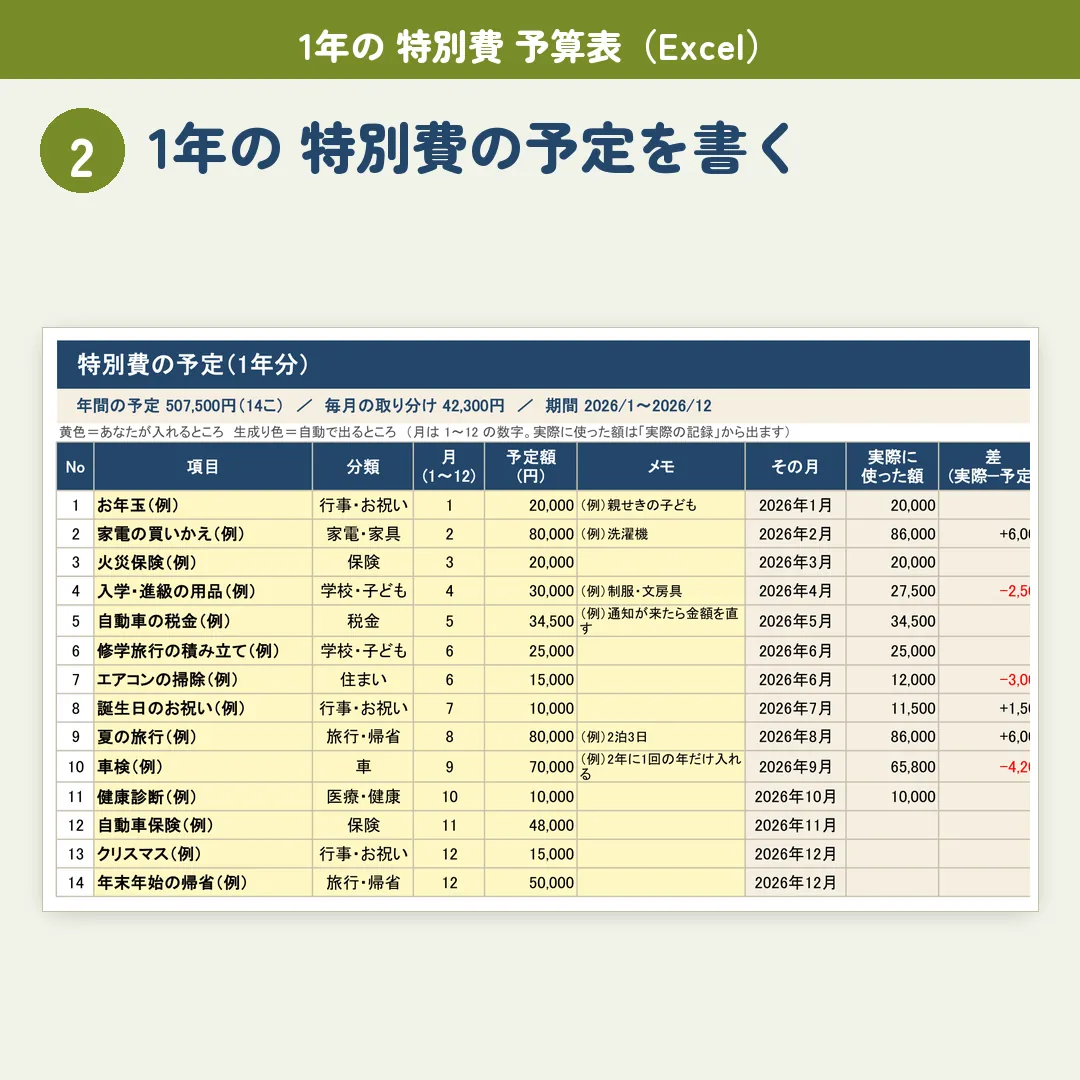 1年の 特別費 予算表（Excel）
2 1年の 特別費の予定を書く
特別費の予定（1年分）
年間の予定 507,500円（14こ） ／ 毎月の取り分け 42,300円 ／ 期間 2026/1～2026/12
黄色＝あなたが入れるところ 生成り色＝自動で出るところ （月は 1～12 の数字。実際に使った額は「実際の記録」から出ます）
No 項目 分類 月（1～12） 予定額（円） メモ その月 実際に使った額 差（実際－予定
1 お年玉（例） 行事・お祝い 1 20,000 （例）親せきの子ども 2026年1月 20,000
2 家電の買いかえ（例） 家電・家具 2 80,000 （例）洗濯機 2026年2月 86,000 +6,00
3 火災保険（例） 保険 3 20,000 2026年3月 20,000
4 入学・進級の用品（例） 学校・子ども 4 30,000 （例）制服・文房具 2026年4月 27,500 −2,50
5 自動車の税金（例） 税金 5 34,500 （例）通知が来たら金額を直す 2026年5月 34,500
6 修学旅行の積み立て（例） 学校・子ども 6 25,000 2026年6月 25,000
7 エアコンの掃除（例） 住まい 6 15,000 2026年6月 12,000 −3,00
8 誕生日のお祝い（例） 行事・お祝い 7 10,000 2026年7月 11,500 +1,50
9 夏の旅行（例） 旅行・帰省 8 80,000 （例）2泊3日 2026年8月 86,000 +6,00
10 車検（例） 車 9 70,000 （例）2年に1回の年だけ入れる 2026年9月 65,800 −4,20
11 健康診断（例） 医療・健康 10 10,000 2026年10月 10,000
12 自動車保険（例） 保険 11 48,000 2026年11月
13 クリスマス（例） 行事・お祝い 12 15,000 2026年12月
14 年末年始の帰省（例） 旅行・帰省 12 50,000 2026年12月